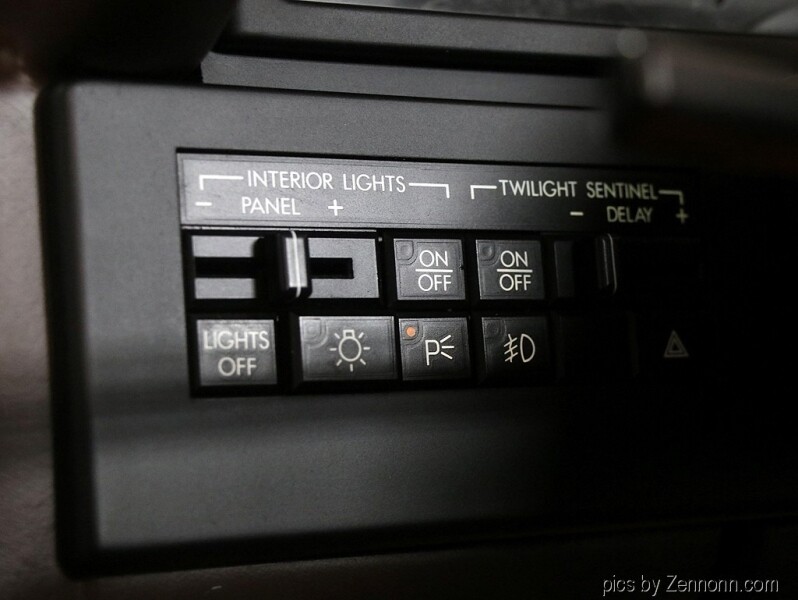 INTERIOR LIGHTS
- PANEL +
TWILIGHT SENTINEL
- DELAY +
ON
OFF
ON
OFF
LIGHTS
OFF
P
pics by Zennonn.com